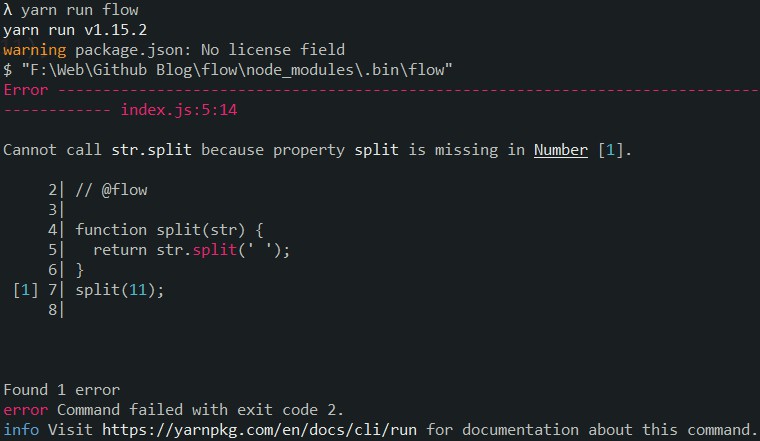 λ yarn run flow
yarn run v1.15.2
warning package.json: No license field
$ "F:\Web\Github Blog\flow\node_modules\.bin\flow"
Error ------------------------------------------------------------------------------
------------ index.js:5:14

Cannot call str.split because property split is missing in Number [1].

     2| // @flow
     3|
     4| function split(str) {
     5|   return str.split(' ');
     6| }
 [1] 7| split(11);
     8|

Found 1 error
error Command failed with exit code 2.
info Visit https://yarnpkg.com/en/docs/cli/run for documentation about this command.